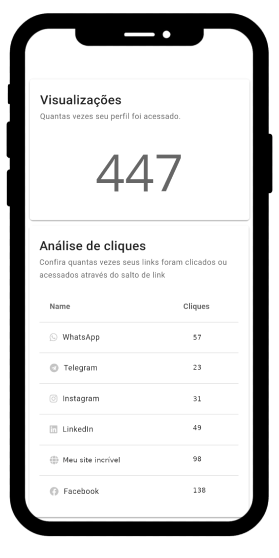 Visualizações
Quantas vezes seu perfil foi acessado.
447
Análise de cliques
Confira quantas vezes seus links foram clicados ou
acessados através do salto de link
Name Cliques
WhatsApp 57
Telegram 23
Instagram 31
LinkedIn 49
Meu site incrível 98
Facebook 138